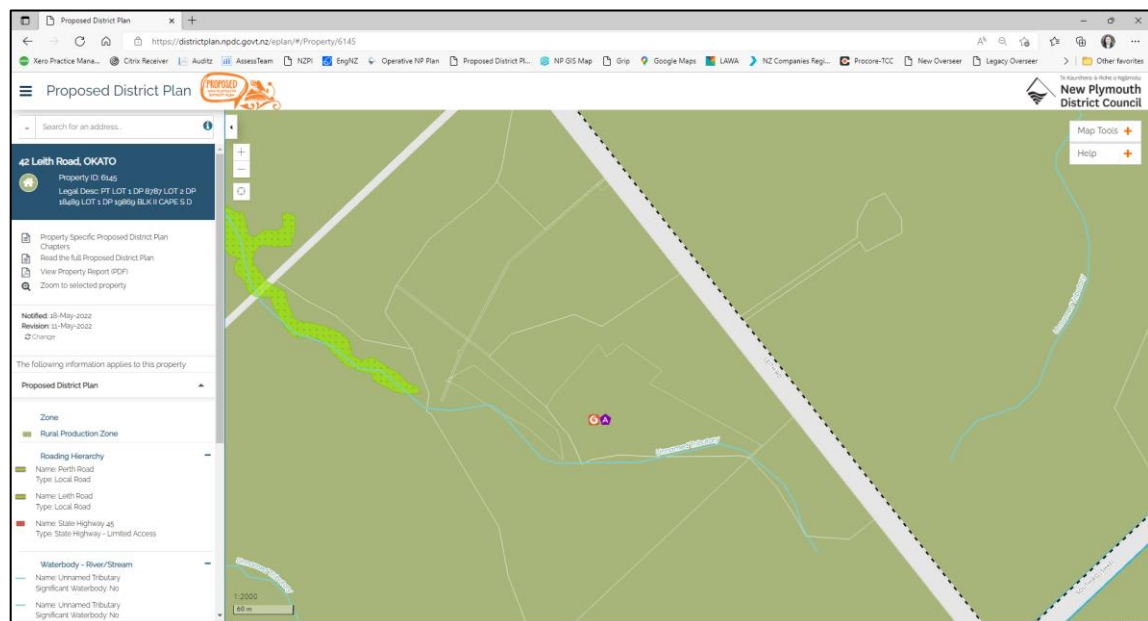 Proposed District Plan
https://districtplan.npdc.govt.nz/eplan/#/Property/6145
Xero Practice Mana...
Citrix Receiver
Auditz
AssessTeam
NZPI
EngNZ
Operative NP Plan
Proposed District Pl...
NP GIS Map
Grip
Google Maps
LAWA
NZ Companies Regi...
Procore-TCC
New Overseer
Legacy Overseer
Other favorites
Proposed District Plan
PROPOSED
New Plymouth
District Council
Search for an address..
Map Tools +
Help +
42 Leith Road, OKATO
Property ID: 6145
Legal Desc: PT LOT 1 DP 8787 LOT 2 DP
18489 LOT 1 DP 19869 BLK II CAPE S D
Property Specific Proposed District Plan
Chapters
Read the full Proposed District Plan
View Property Report (PDF)
Zoom to selected property
Notified: 18-May-2022
Revision: 11-May-2022
Change
The following information applies to this property
Proposed District Plan
Zone
Rural Production Zone
Roading Hierarchy
Name: Perth Road
Type: Local Road
Name: Leith Road
Type: Local Road
Name: State Highway 45
Type: State Highway - Limited Access
Waterbody - River/Stream
Name: Unnamed Tributary
Significant Waterbody: No
Name: Unnamed Tributary
Significant Waterbody: No
Unnamed Tributary
Unnamed Tributary
Unnamed Tributary
A
1:2000
60 m